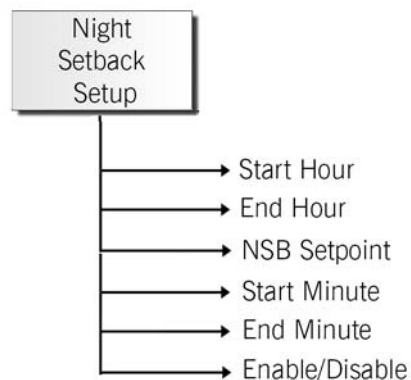 Night
Setback
Setup
Start Hour
End Hour
NSB Setpoint
Start Minute
End Minute
Enable/Disable